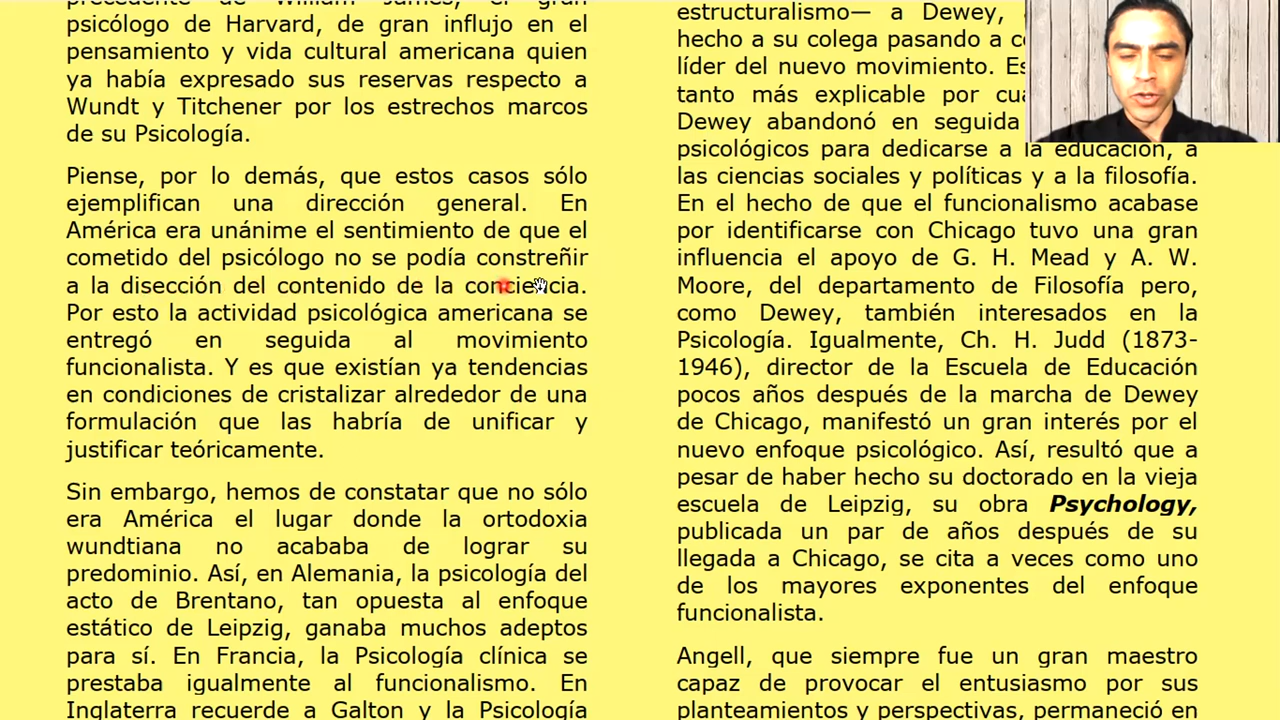 precedente de William James, el gran
psicólogo de Harvard, de gran influjo en el
pensamiento y vida cultural americana quien
ya había expresado sus reservas respecto a
Wundt y Titchener por los estrechos marcos
de su Psicología.
Piense, por lo demás, que estos casos sólo
ejemplifican una dirección general. En
América era unánime el sentimiento de que el
cometido del psicólogo no se podía constreñir
a la disección del contenido de la conciencia.
Por esto la actividad psicológica americana se
entregó en seguida al movimiento
funcionalista. Y es que existían ya tendencias
en condiciones de cristalizar alrededor de una
formulación que las habría de unificar y
justificar teóricamente.
Sin embargo, hemos de constatar que no sólo
era América el lugar donde la ortodoxia
wundtiana no acababa de lograr su
predominio. Así, en Alemania, la psicología del
acto de Brentano, tan opuesta al enfoque
estático de Leipzig, ganaba muchos adeptos
para sí. En Francia, la Psicología clínica se
prestaba igualmente al funcionalismo. En
Inglaterra recuerde a Galton y la Psicología
estructuralismo— a Dewey,
hecho a su colega pasando a
líder del nuevo movimiento.
tanto más explicable por
Dewey abandonó en seguida
psicológicos para dedicarse a la educación, a
las ciencias sociales y políticas y a la filosofía.
En el hecho de que el funcionalismo acabase
por identificarse con Chicago tuvo una gran
influencia el apoyo de G. H. Mead y A. W.
Moore, del departamento de Filosofía pero,
como Dewey, también interesados en la
Psicología. Igualmente, Ch. H. Judd (1873-
1946), director de la Escuela de Educación
pocos años después de la marcha de Dewey
de Chicago, manifestó un gran interés por el
nuevo enfoque psicológico. Así, resultó que a
pesar de haber hecho su doctorado en la vieja
escuela de Leipzig, su obra Psychology,
publicada un par de años después de su
llegada a Chicago, se cita a veces como uno
de los mayores exponentes del enfoque
funcionalista.
Angell, que siempre fue un gran maestro
capaz de provocar el entusiasmo por sus
planteamientos y perspectivas, permaneció en